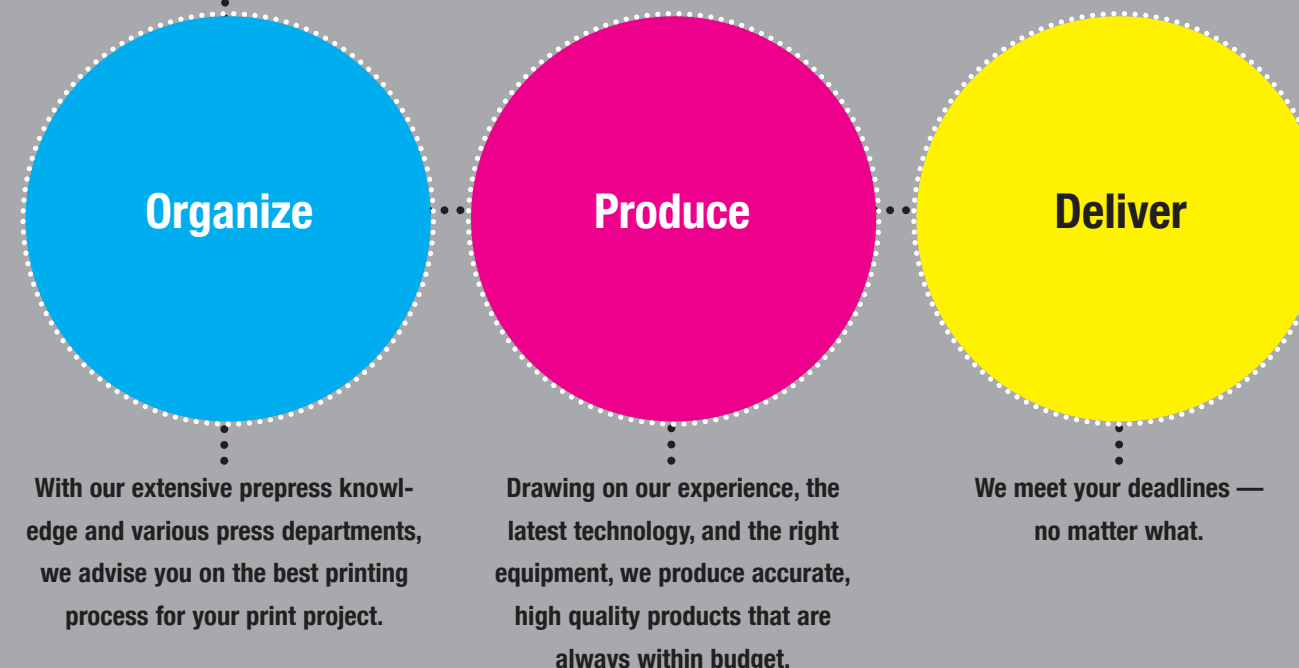 Organize
Produce
Deliver
With our extensive prepress knowl-
edge and various press departments,
we advise you on the best printing
process for your print project.
Drawing on our experience, the
latest technology, and the right
equipment, we produce accurate,
high quality products that are
always within budget.
We meet your deadlines —
no matter what.